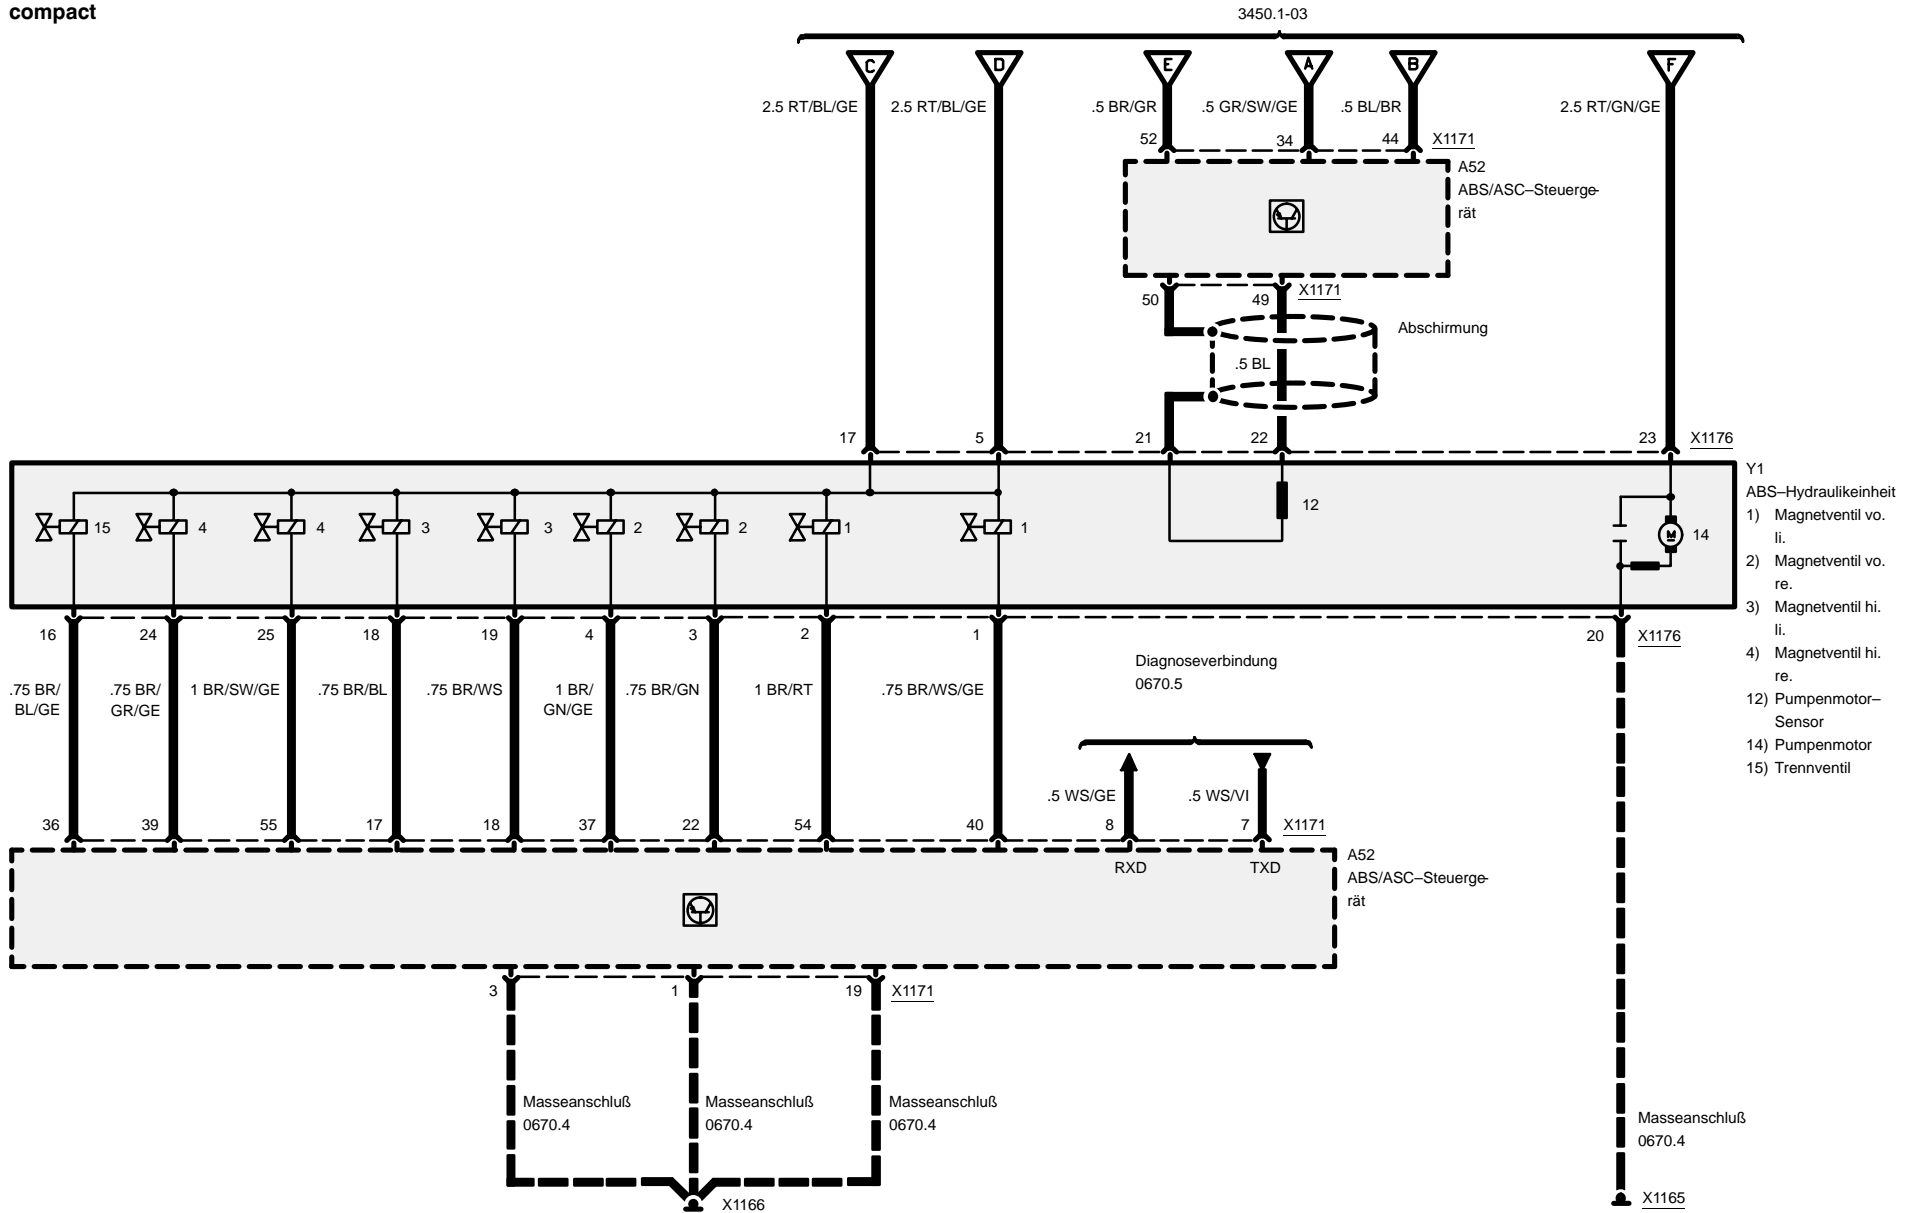 compact
3450.1-03
C D E A B F
2.5 RT/BL/GE 2.5 RT/BL/GE .5 BR/GR .5 GR/SW/GE .5 BL/BR 2.5 RT/GN/GE
52 34 44 X1171
A52
ABS/ASC–Steuerge-
rät
50 49 X1171
Abschirmung
.5 BL
17 5 21 22 23 X1176
Y1
ABS–Hydraulikeinheit
1) Magnetventil vo.
li.
2) Magnetventil vo.
re.
3) Magnetventil hi.
li.
4) Magnetventil hi.
re.
12) Pumpenmotor–
Sensor
14) Pumpenmotor
15) Trennventil
12
M 14
15 4 4 3 3 2 2 1 1
16 24 25 18 19 4 3 2 1 20 X1176
Diagnoseverbindung
0670.5
.75 BR/ .75 BR/ 1 BR/SW/GE .75 BR/BL .75 BR/WS 1 BR/ .75 BR/GN 1 BR/RT .75 BR/WS/GE
BL/GE GR/GE GN/GE
.5 WS/GE .5 WS/VI
36 39 55 17 18 37 22 54 40 8 7 X1171
RXD TXD
A52
ABS/ASC–Steuerge-
rät
3 1 19 X1171
Masseanschluß Masseanschluß Masseanschluß
0670.4 0670.4 0670.4
Masseanschluß
0670.4
X1166
X1165